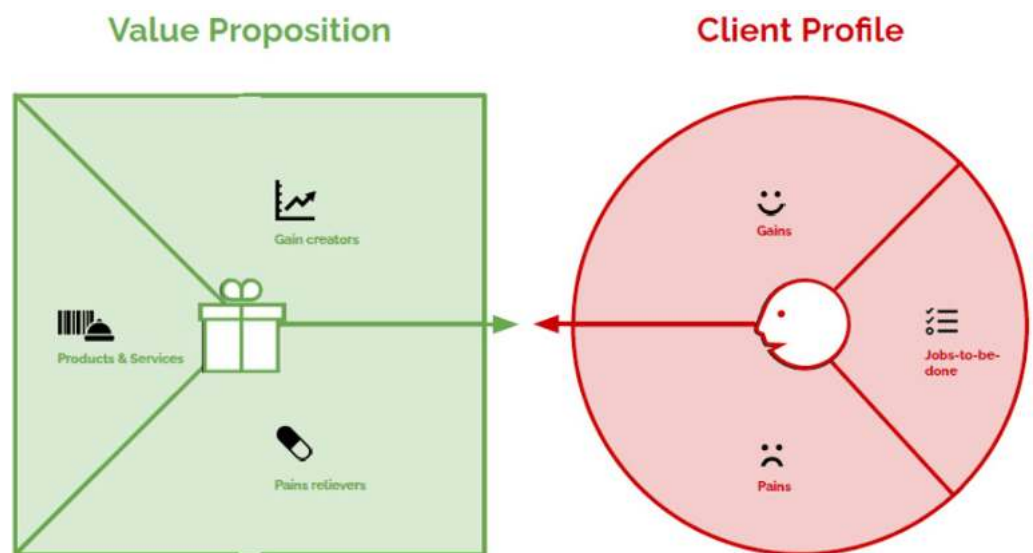 Value Proposition
Client Profile
Gain creators
Products & Services
Pains relievers
Gains
Jobs-to-be-
done
Pains